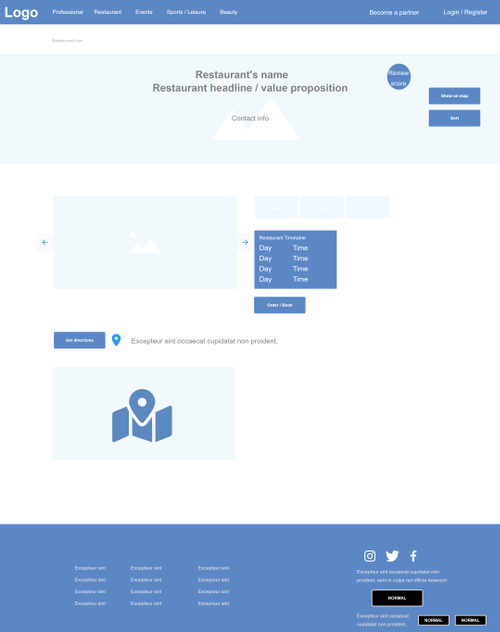 Logo
Professional Restaurant Events Sports / Leisure Beauty Become a partner Login / Register
Restaurant's name
Restaurant headline / value proposition
Contact info
Review
score
Show on map
Restaurant Timetable
Day Time
Day Time
Day Time
Day Time
Order / Book
Get directions
Excepteur sint occaecat cupidatat non proident,
Excepteur sint Excepteur sint Excepteur sint
Excepteur sint Excepteur sint Excepteur sint
Excepteur sint Excepteur sint Excepteur sint
Excepteur sint Excepteur sint Excepteur sint
Excepteur sint occaecat cupidatat non
proident, sunt in culpa qui officia deserunt
NORMAL
Excepteur sint occaecat
cupidatat non proident,
NORMAL NORMAL